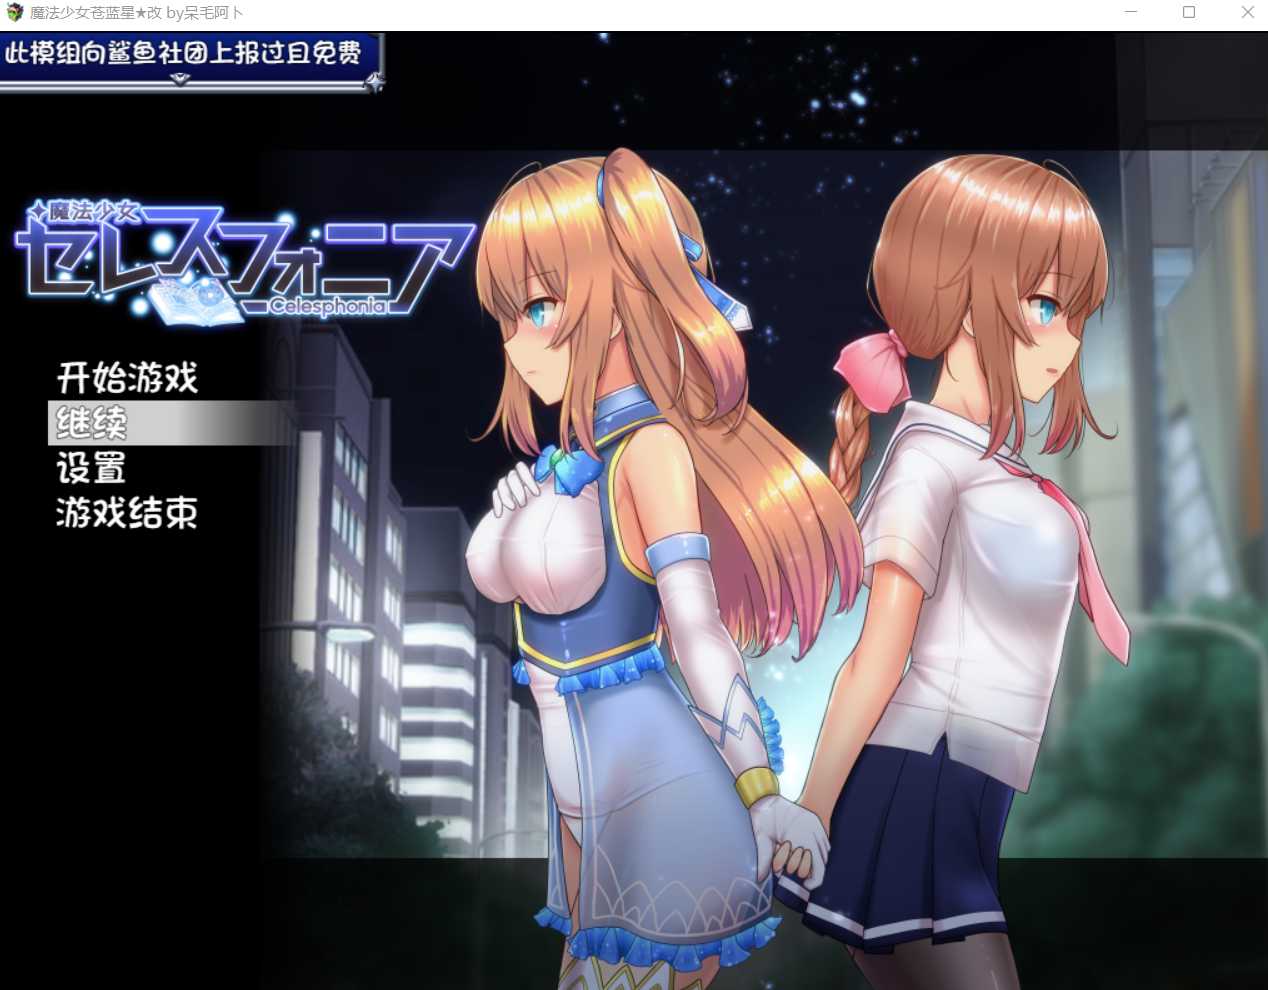 魔法少女苍蓝星★改 by呆毛阿卜
此模组向鲨鱼社团上报过且免费
魔法少女
セレスフォニア
Celesphonia
开始游戏
继续
设置
游戏结束